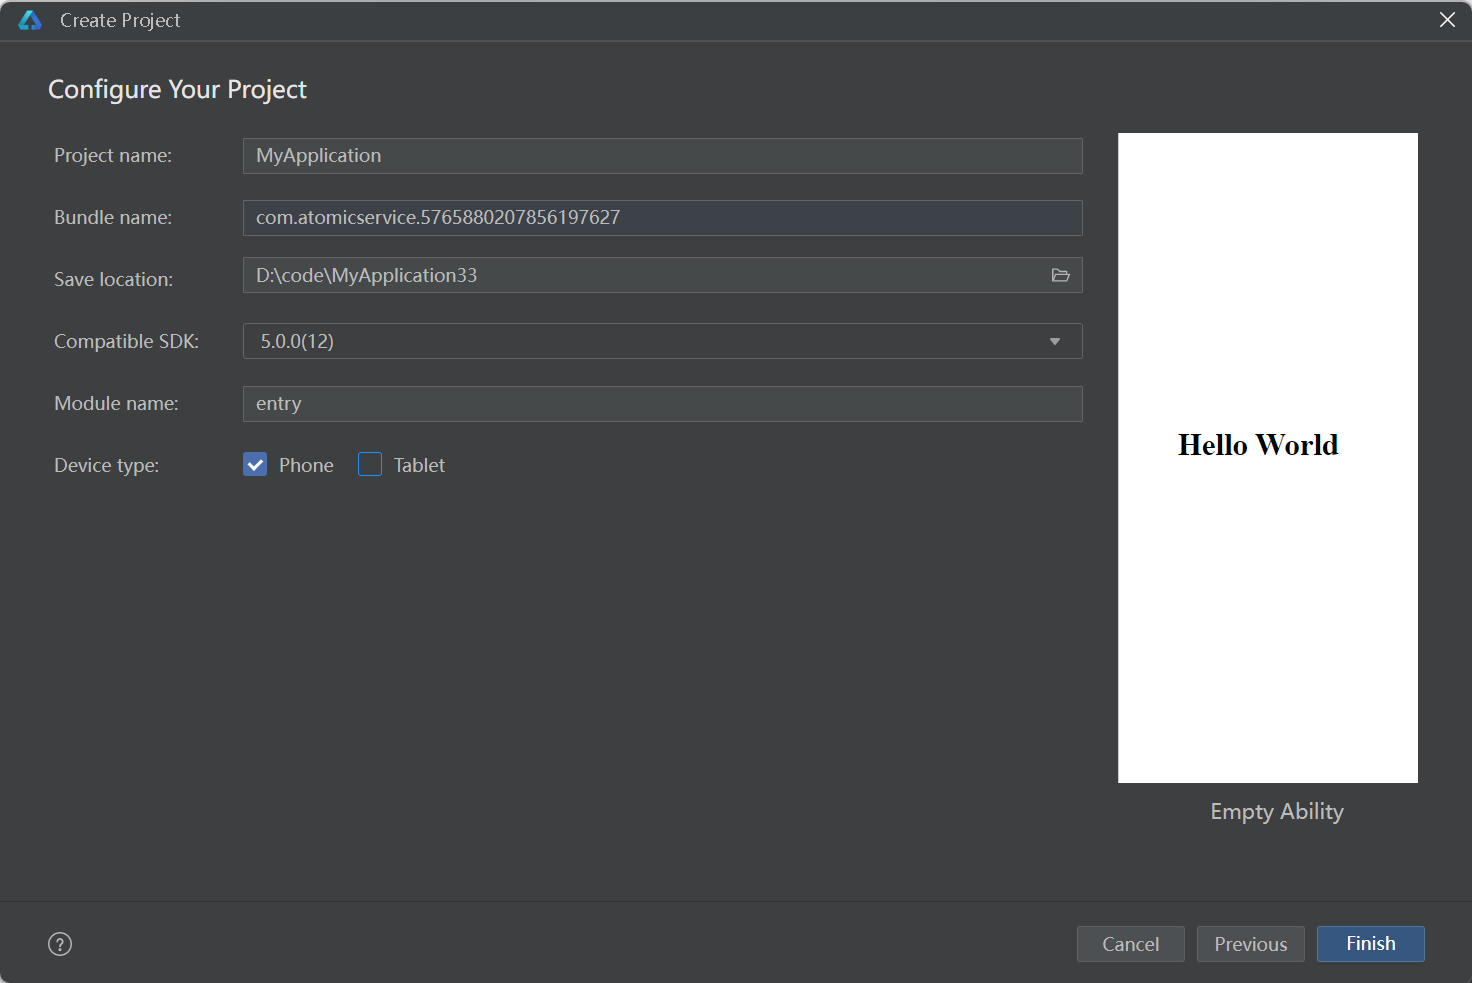 Create Project
Configure Your Project
Project name: MyApplication
Bundle name: com.atomicservice.5765880207856197627
Save location: D:\code\MyApplication33
Compatible SDK: 5.0.0(12)
Module name: entry
Device type: Phone Tablet
Hello World
Empty Ability
? Cancel Previous Finish